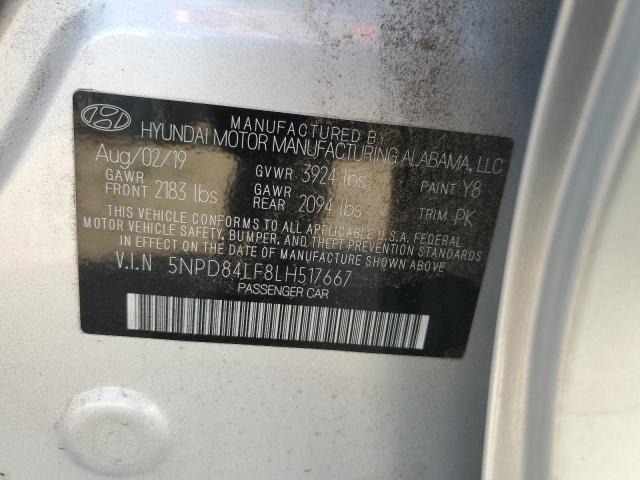 MANUFACTURED BY
HYUNDAI MOTOR MANUFACTURING ALABAMA, LLC
Aug/02/19 GVWR 3924 lbs PAINT Y8
GAWR FRONT 2183 lbs GAWR REAR 2094 lbs TRIM PK
THIS VEHICLE CONFORMS TO ALL APPLICABLE U.S.A. FEDERAL
MOTOR VEHICLE SAFETY, BUMPER, AND THEFT PREVENTION STANDARDS
IN EFFECT ON THE DATE OF MANUFACTURE SHOWN ABOVE.
V.I.N 5NPD84LF8LH517667
PASSENGER CAR